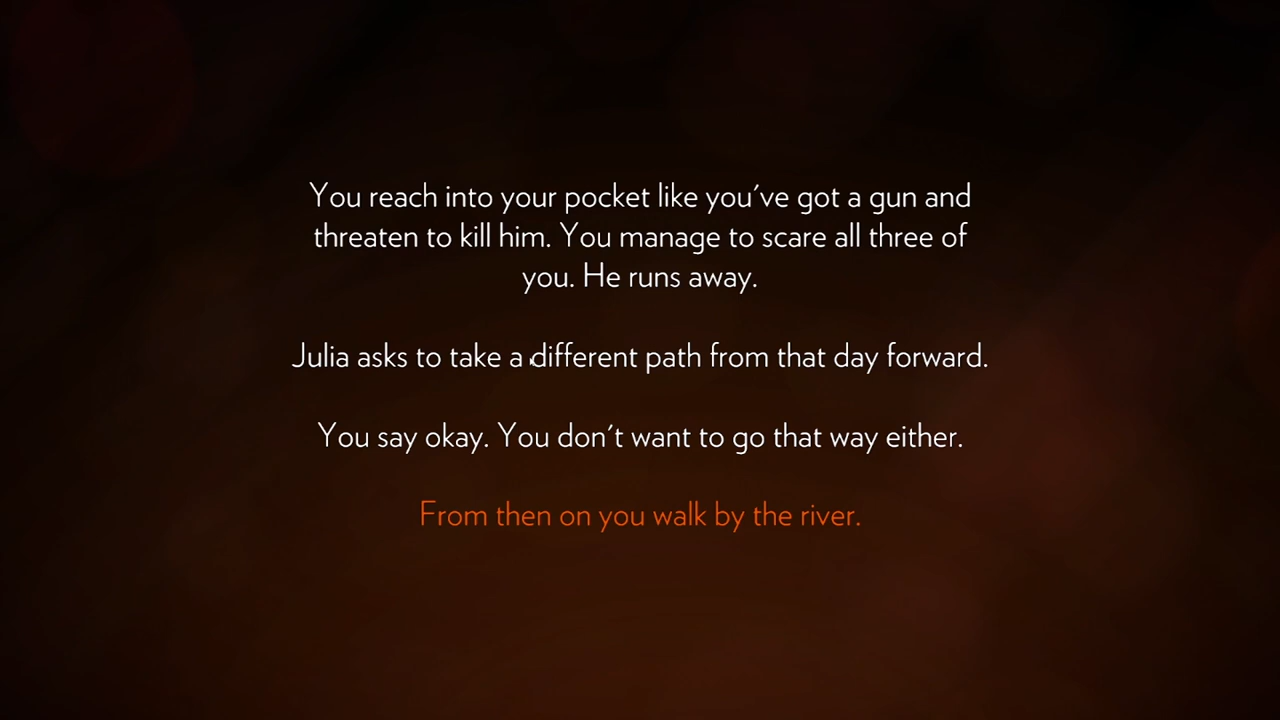 You reach into your pocket like you've got a gun and
threaten to kill him. You manage to scare all three of
you. He runs away.
Julia asks to take a different path from that day forward.
You say okay. You don't want to go that way either.
From then on you walk by the river.